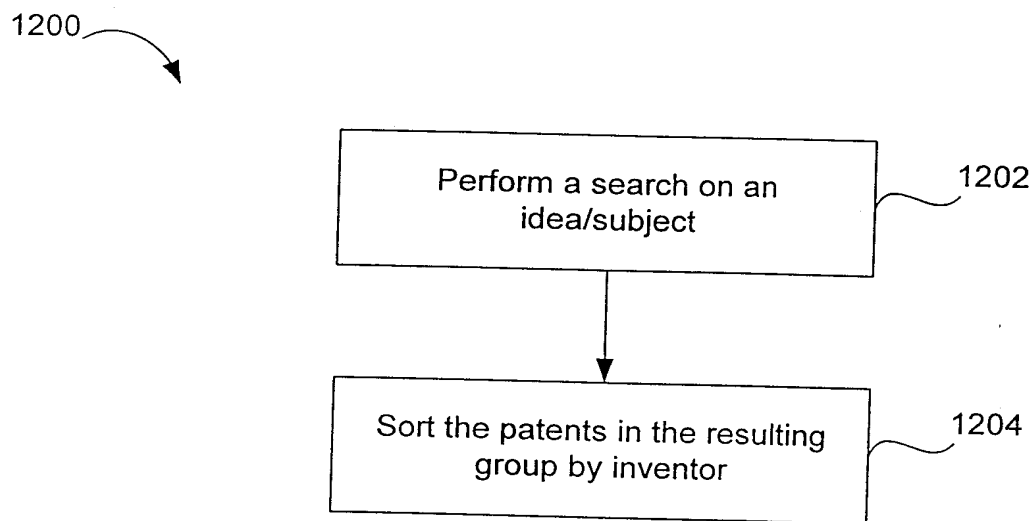 1200
Perform a search on an
idea/subject
1202
Sort the patents in the resulting
group by inventor
1204